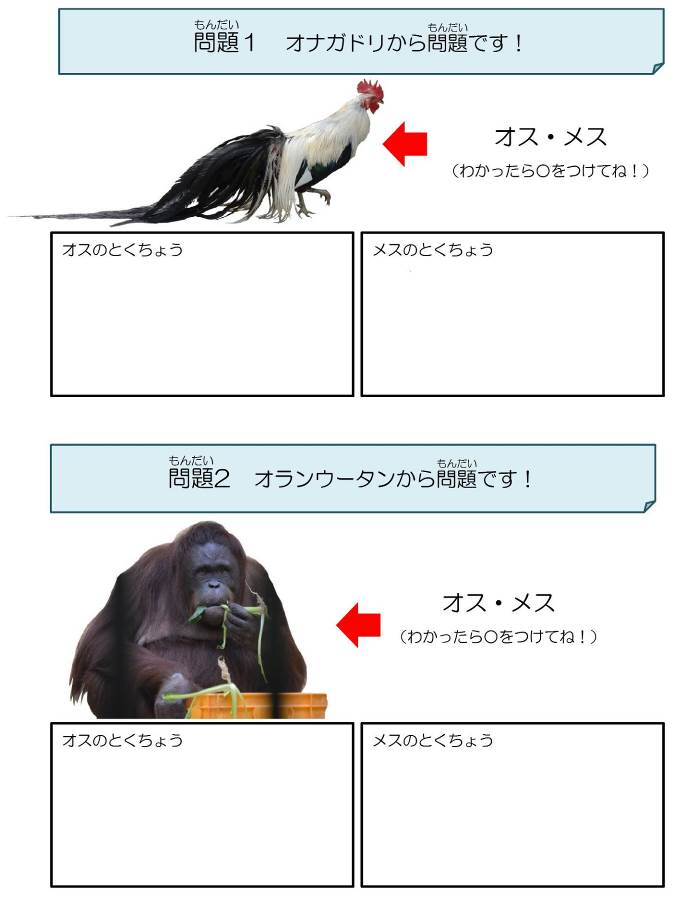 もんだい もんだい
問題１ オナガドリから問題です！
オス・メス
（わかったら〇をつけてね！）
オスのとくちょう
メスのとくちょう
もんだい もんだい
問題２ オランウータンから問題です！
オス・メス
（わかったら〇をつけてね！）
オスのとくちょう
メスのとくちょう